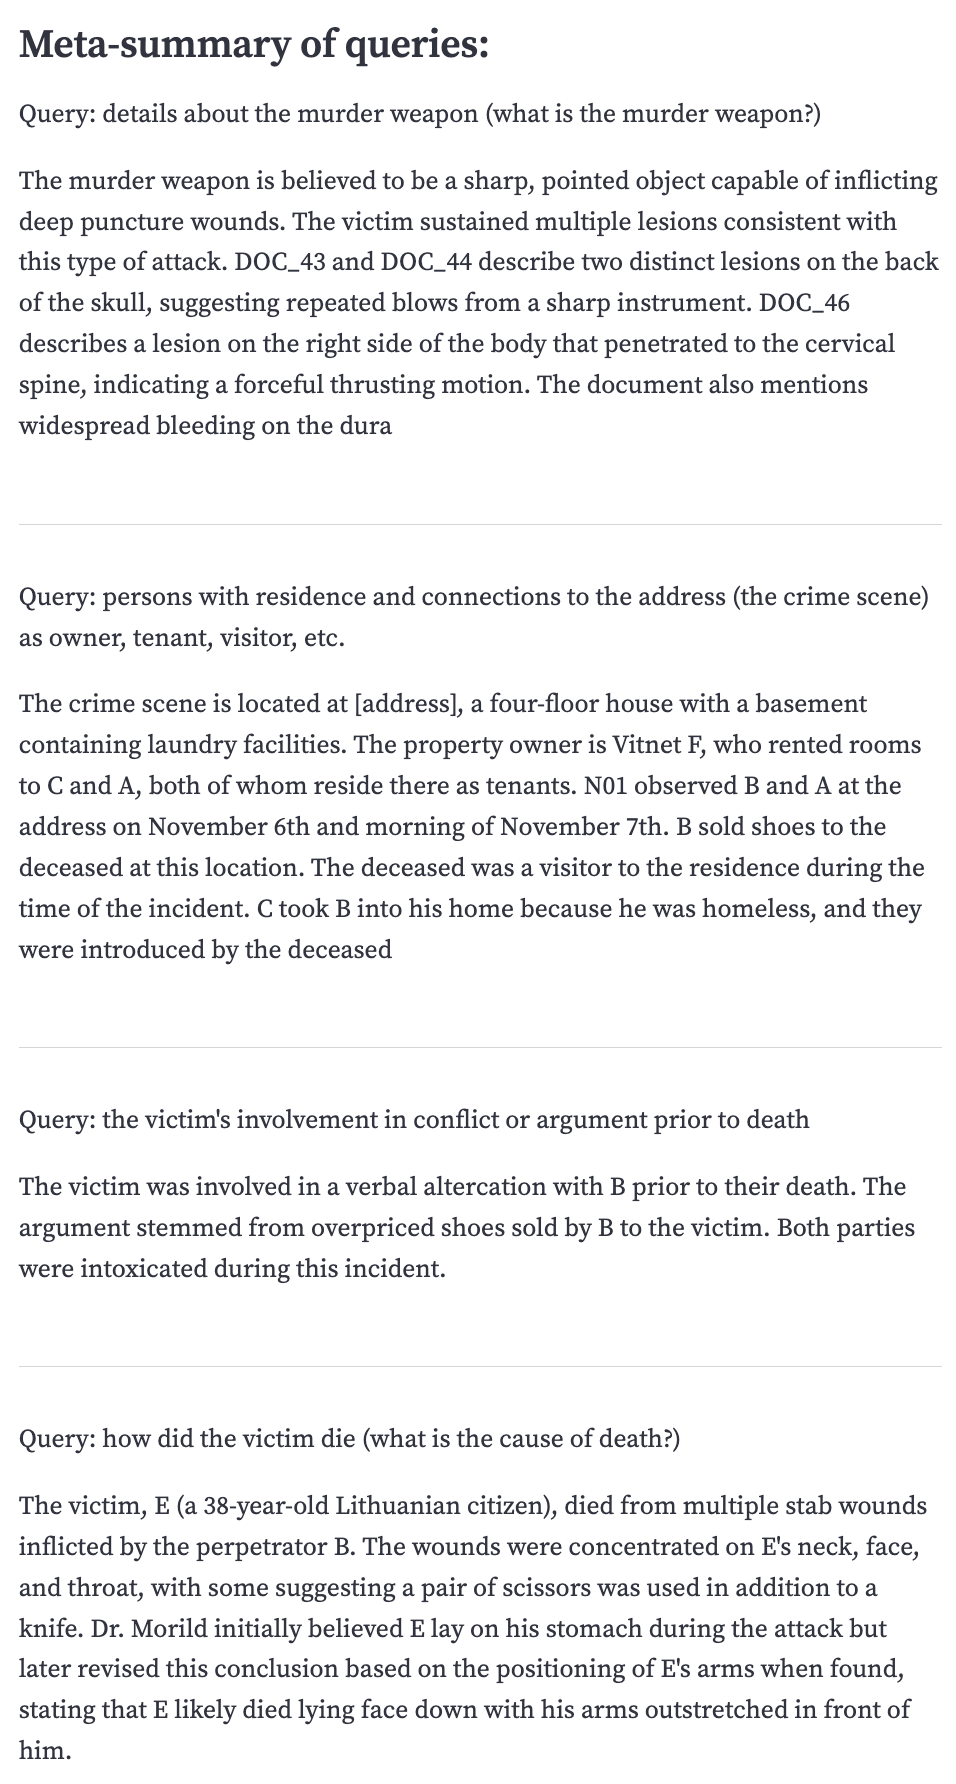 Meta-summary of queries:
Query: details about the murder weapon (what is the murder weapon?)
The murder weapon is believed to be a sharp, pointed object capable of inflicting
deep puncture wounds. The victim sustained multiple lesions consistent with
this type of attack. DOC_43 and DOC_44 describe two distinct lesions on the back
of the skull, suggesting repeated blows from a sharp instrument. DOC_46
describes a lesion on the right side of the body that penetrated to the cervical
spine, indicating a forceful thrusting motion. The document also mentions
widespread bleeding on the dura
Query: persons with residence and connections to the address (the crime scene)
as owner, tenant, visitor, etc.
The crime scene is located at [address], a four-floor house with a basement
containing laundry facilities. The property owner is Vitnet F, who rented rooms
to C and A, both of whom reside there as tenants. N01 observed B and A at the
address on November 6th and morning of November 7th. B sold shoes to the
deceased at this location. The deceased was a visitor to the residence during the
time of the incident. C took B into his home because he was homeless, and they
were introduced by the deceased
Query: the victim's involvement in conflict or argument prior to death
The victim was involved in a verbal altercation with B prior to their death. The
argument stemmed from overpriced shoes sold by B to the victim. Both parties
were intoxicated during this incident.
Query: how did the victim die (what is the cause of death?)
The victim, E (a 38-year-old Lithuanian citizen), died from multiple stab wounds
inflicted by the perpetrator B. The wounds were concentrated on E's neck, face,
and throat, with some suggesting a pair of scissors was used in addition to a
knife. Dr. Morild initially believed E lay on his stomach during the attack but
later revised this conclusion based on the positioning of E's arms when found,
stating that E likely died lying face down with his arms outstretched in front of
him.